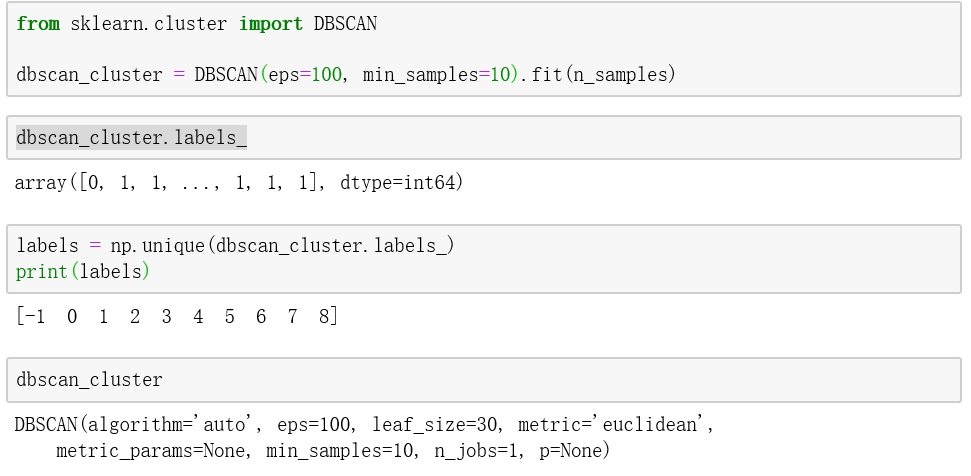 from sklearn.cluster import DBSCAN
dbscan_cluster = DBSCAN(eps=100, min_samples=10).fit(n_samples)
dbscan_cluster.labels_
array([0, 1, 1, ..., 1, 1, 1], dtype=int64)
labels = np.unique(dbscan_cluster.labels_)
print(labels)
[-1  0  1  2  3  4  5  6  7  8]
dbscan_cluster
DBSCAN(algorithm='auto', eps=100, leaf_size=30, metric='euclidean',
    metric_params=None, min_samples=10, n_jobs=1, p=None)